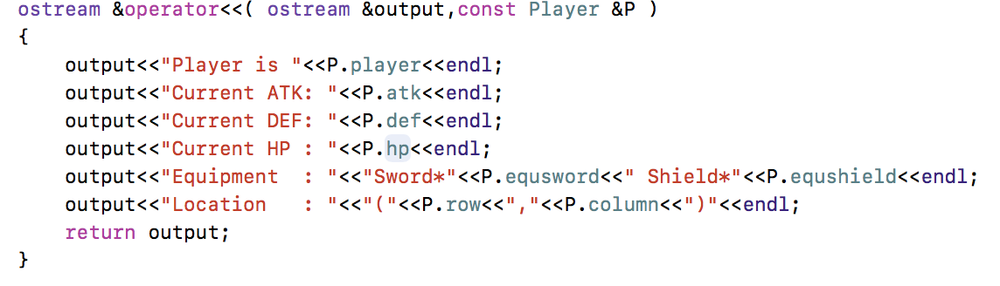 ostream &operator<<( ostream &output,const Player &P )
{
    output<<"Player is "<<P.player<<endl;
    output<<"Current ATK: "<<P.atk<<endl;
    output<<"Current DEF: "<<P.def<<endl;
    output<<"Current HP : "<<P.hp<<endl;
    output<<"Equipment  : "<<"Sword*"<<P.equsword<<" Shield*"<<P.equshield<<endl;
    output<<"Location   : "<<"("<<P.row<<","<<P.column<<")"<<endl;
    return output;
}